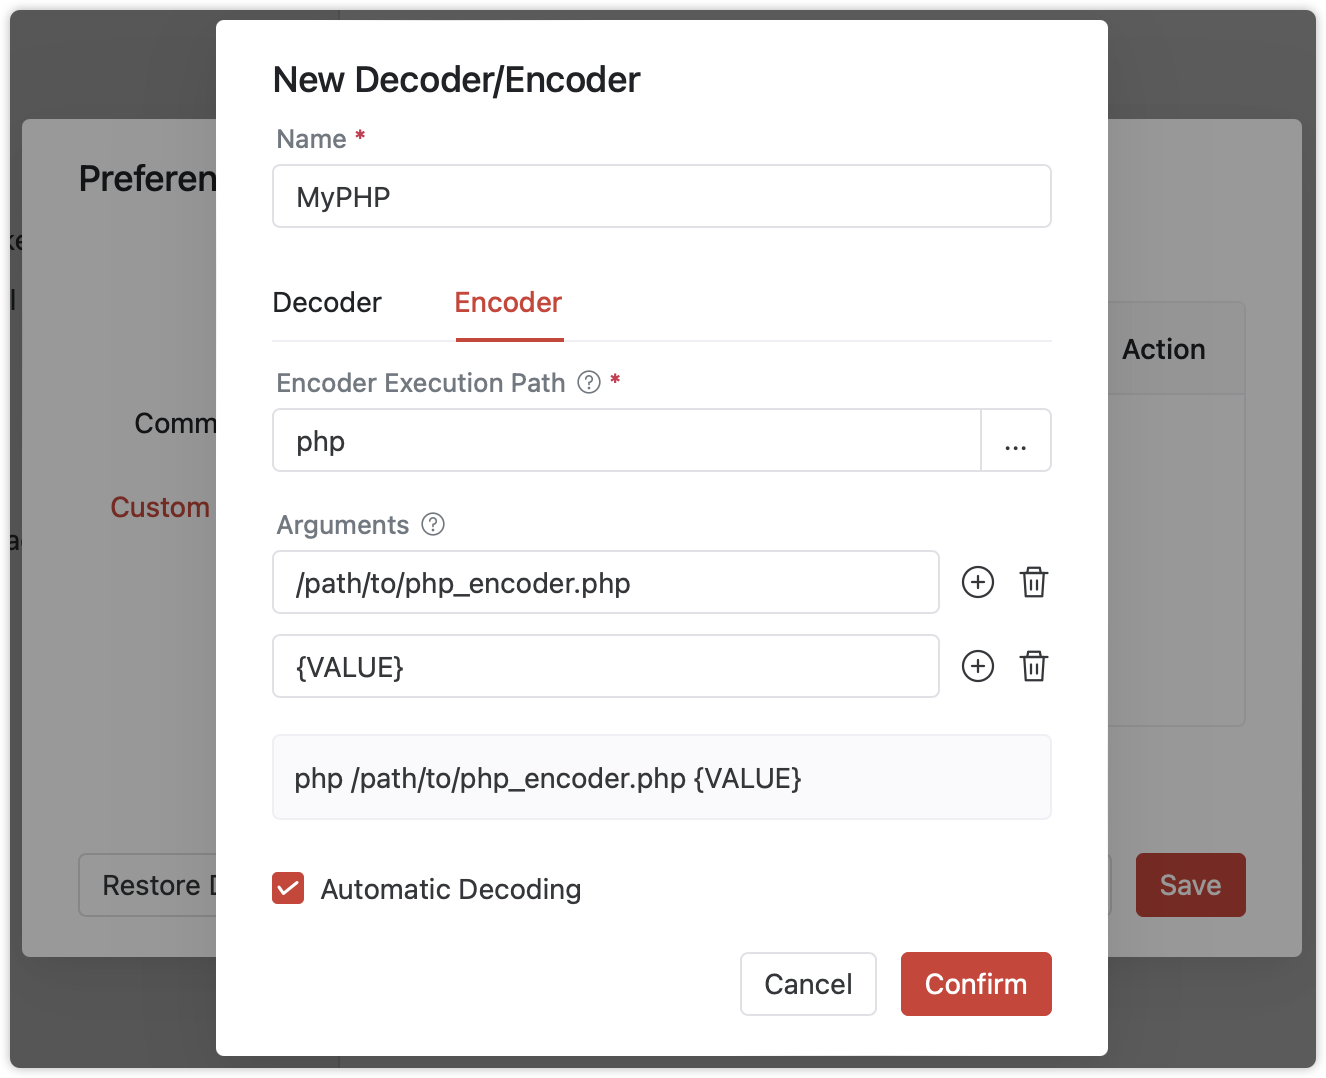 New Decoder/Encoder
Name *
Preferen
MyPHP
Decoder
Encoder
Action
Encoder Execution Path ? *
php
...
Comm
Custom
Arguments ?
/path/to/php_encoder.php
{VALUE}
php /path/to/php_encoder.php {VALUE}
Restore
Automatic Decoding
Save
Cancel
Confirm